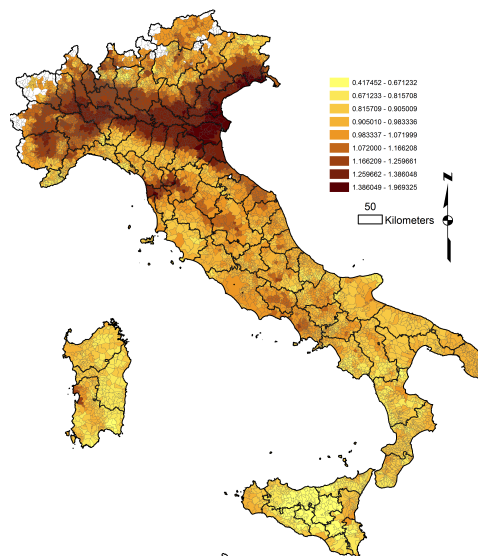 0.417452 - 0.671232
0.671233 - 0.815708
0.815709 - 0.905009
0.905010 - 0.983336
0.983337 - 1.071999
1.072000 - 1.166208
1.166209 - 1.259661
1.259662 - 1.386048
1.386049 - 1.969325
N
50
Kilometers